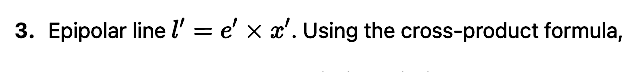 3. Epipolar line l′ = e′ × x′. Using the cross-product formula,